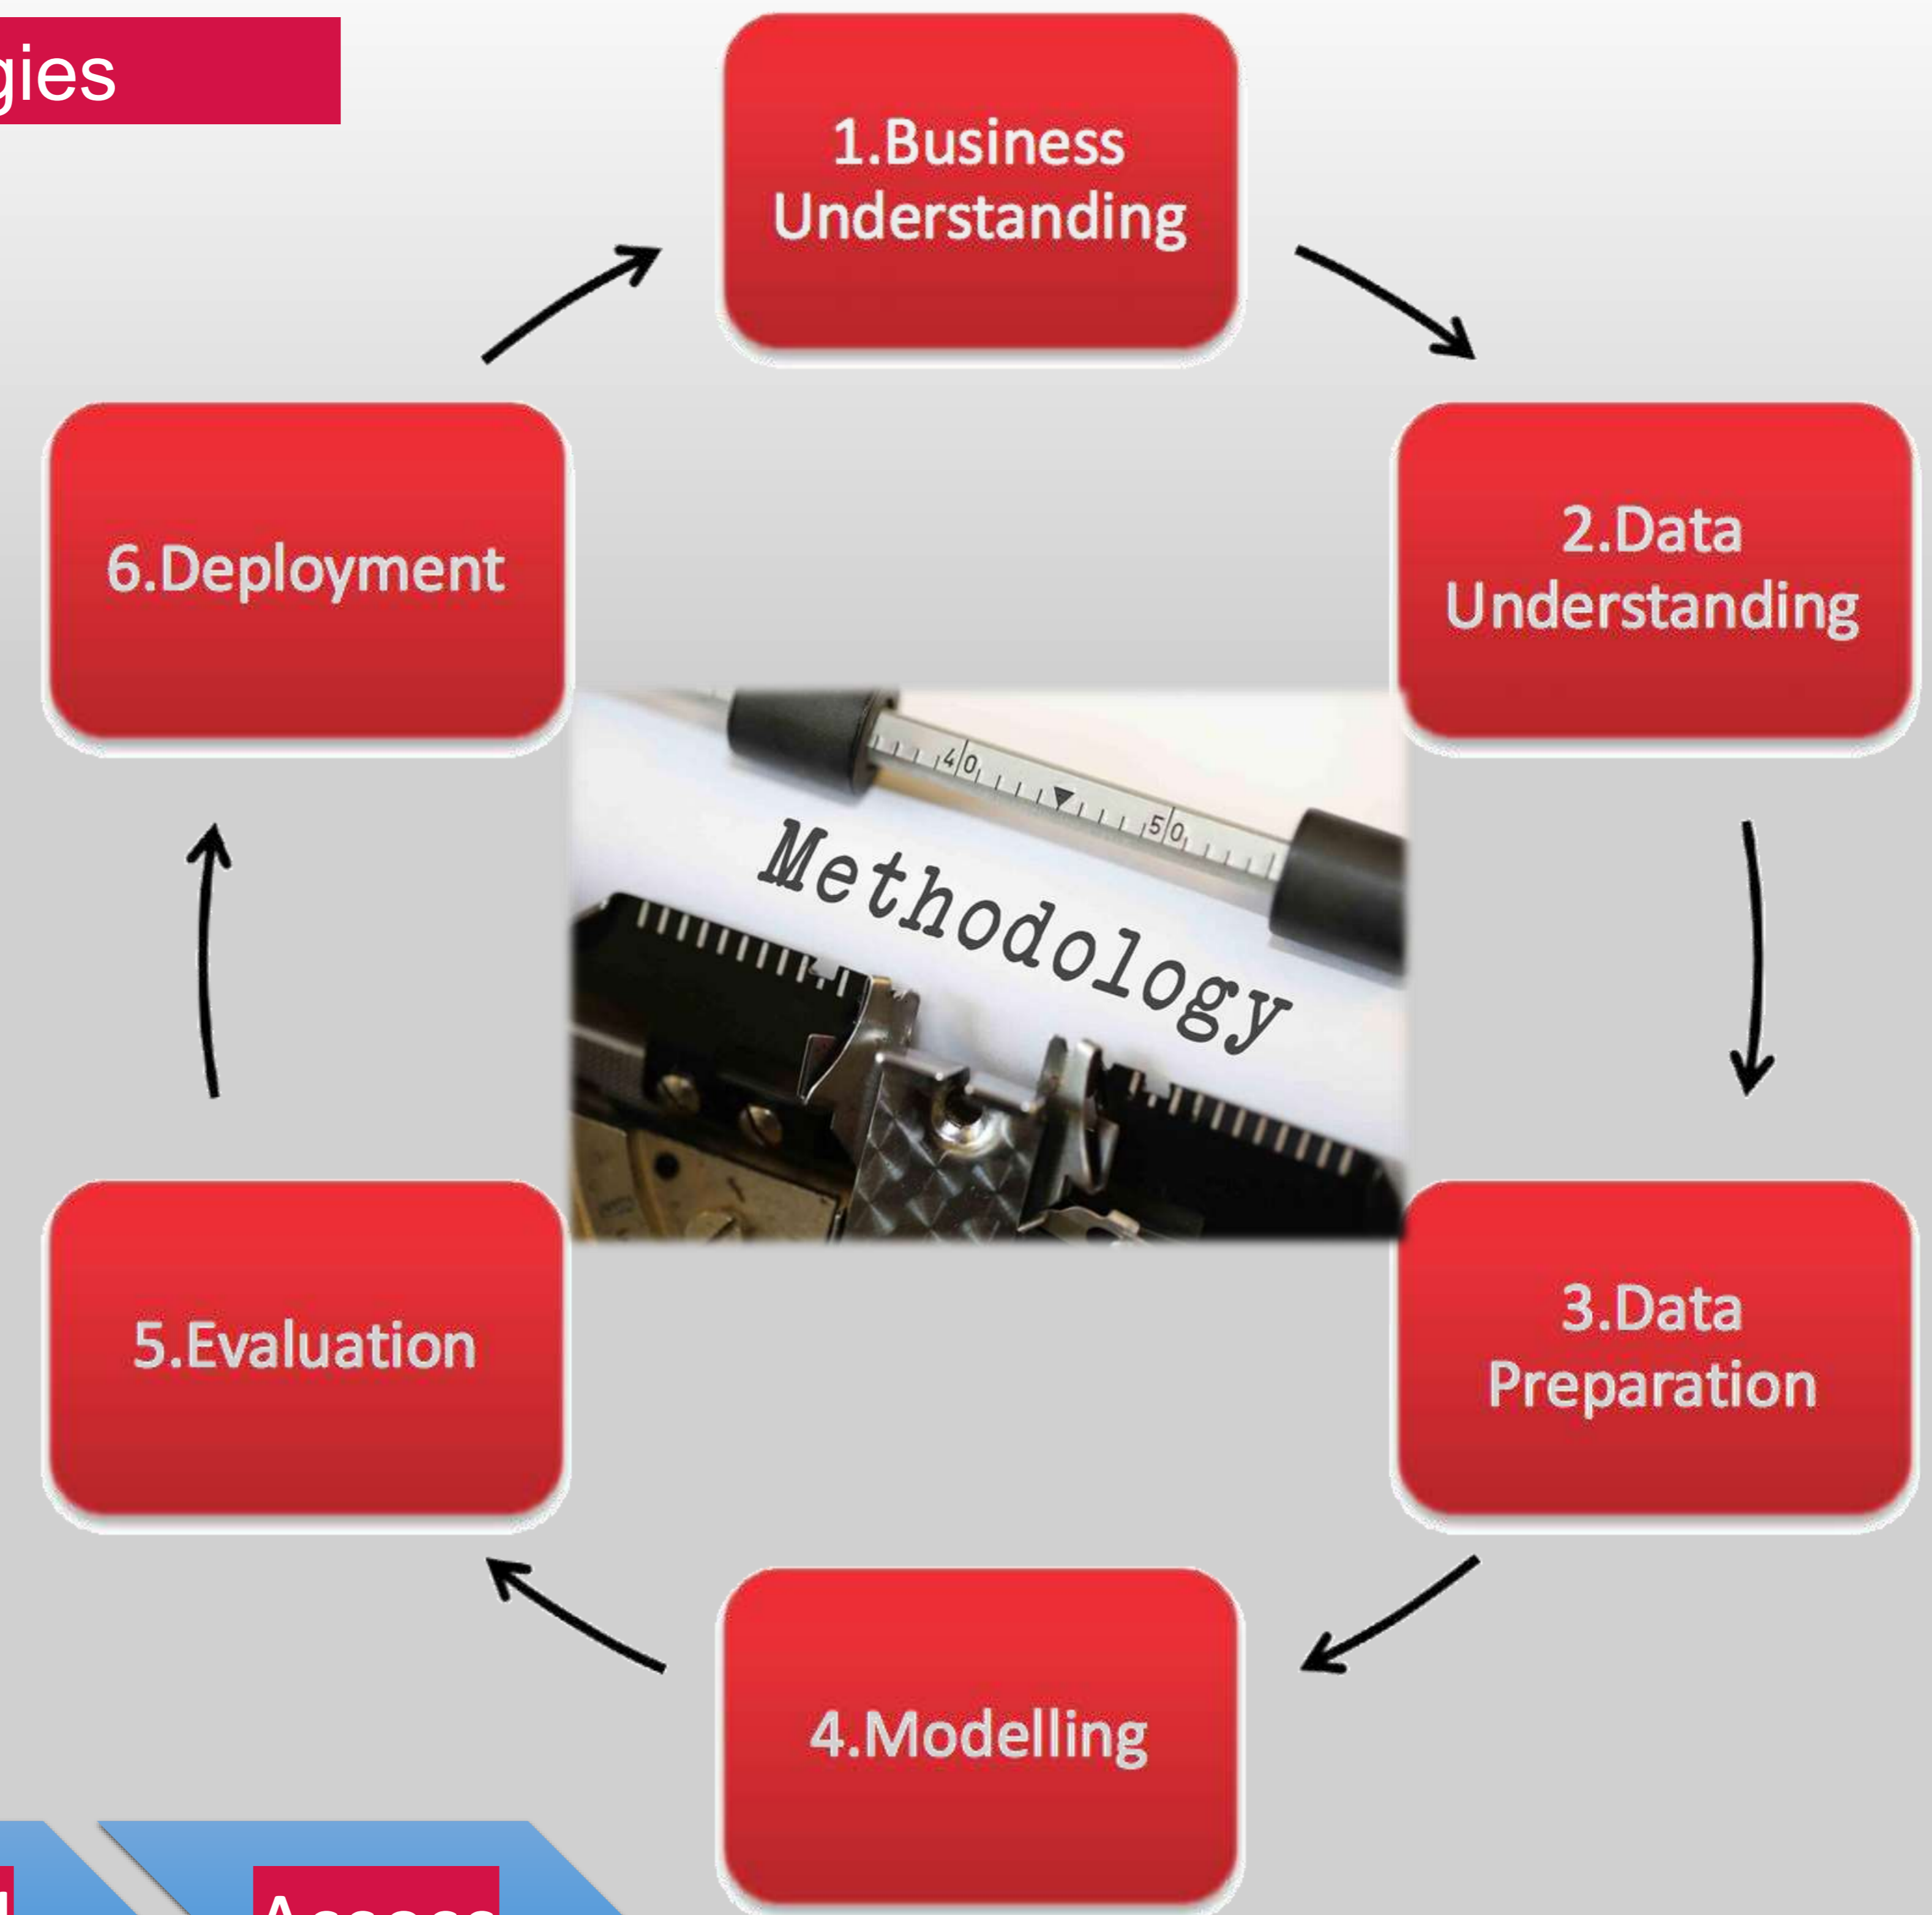 gies
1.Business
Understanding
2.Data
Understanding
3.Data
Preparation
4.Modelling
5.Evaluation
6.Deployment
40
50
Methodology